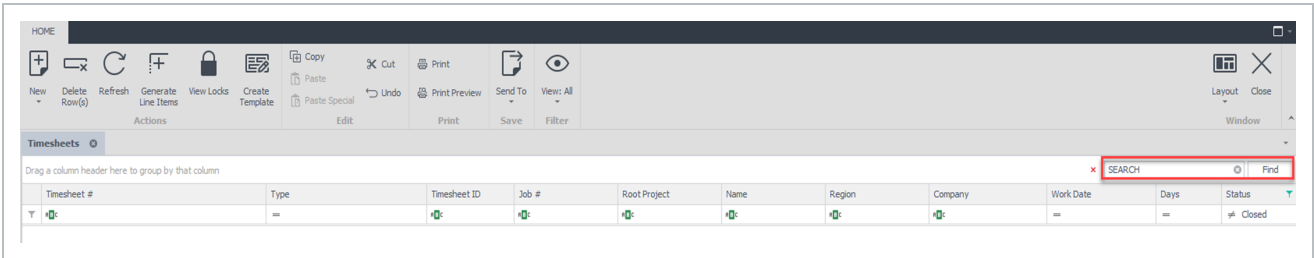 HOME
Copy
Cut
Print
Paste
New
Delete Row(s)
Refresh
Generate Line Items
View Locks
Create Template
Undo
Print Preview
Send To
View: All
Layout
Close
Paste Special
Actions
Edit
Print
Save
Filter
Window
Timesheets
Drag a column header here to group by that column
SEARCH
Find
Timesheet #
Type
Timesheet ID
Job #
Root Project
Name
Region
Company
Work Date
Days
Status
= = = ≠ Closed